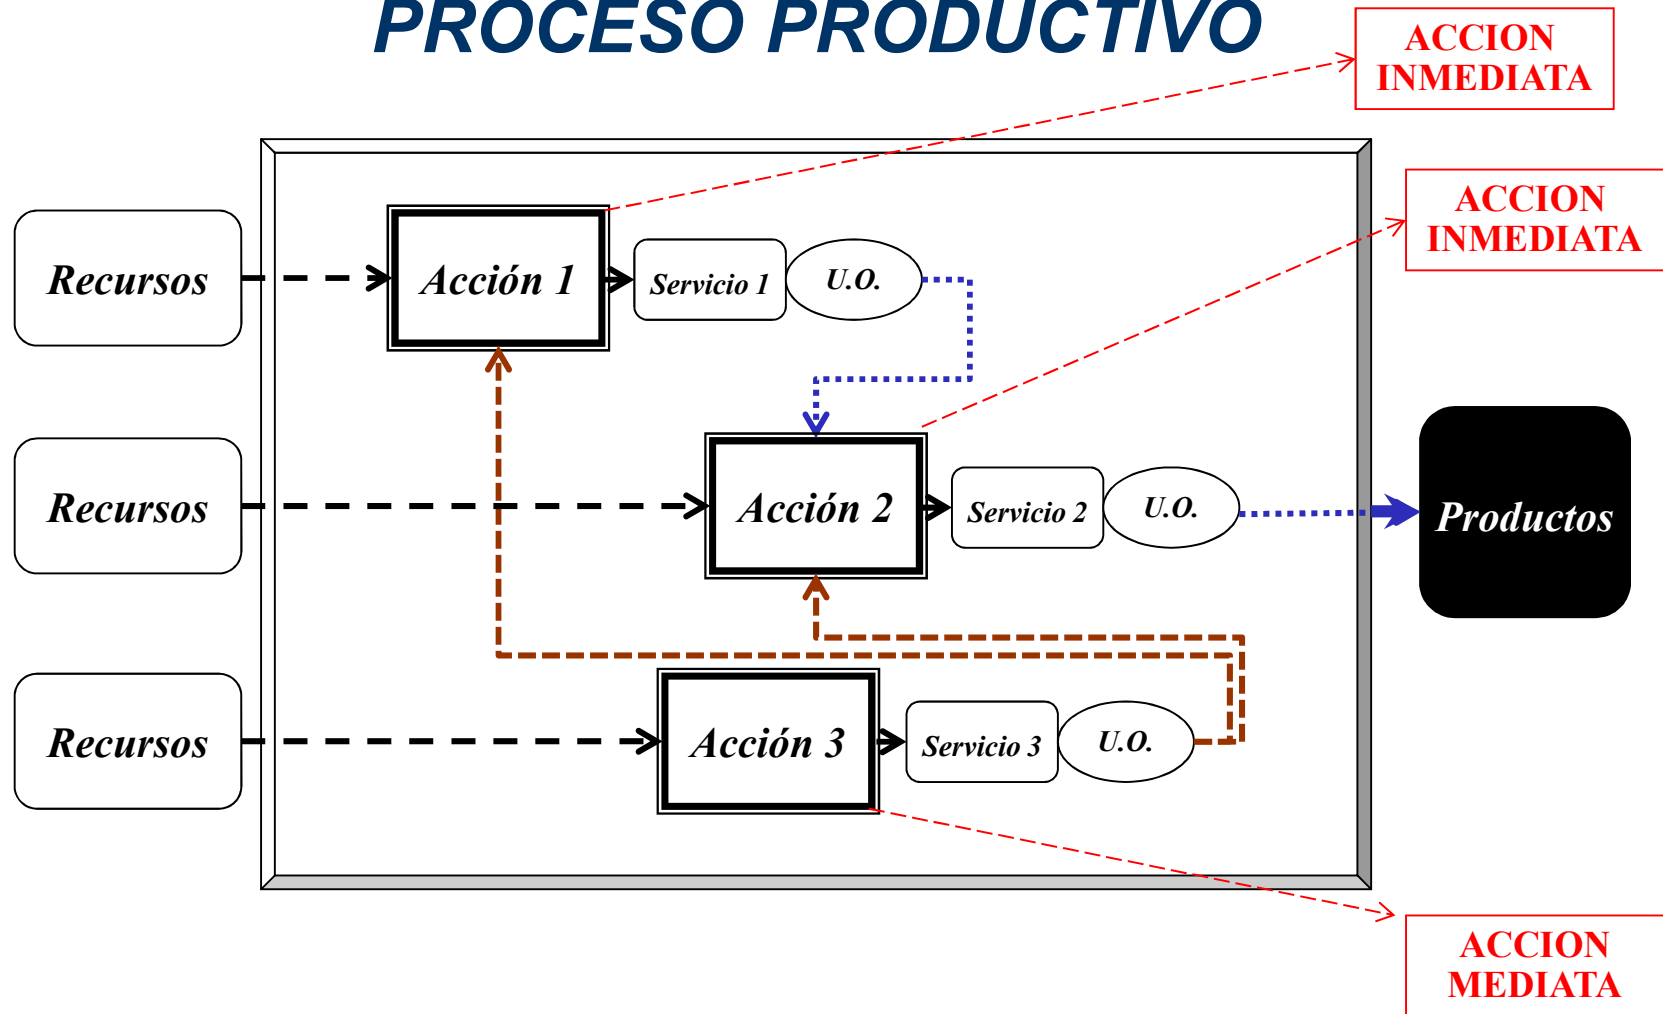 PROCESO PRODUCTIVO
ACCION
INMEDIATA
ACCION
INMEDIATA
Recursos
Acción 1
Servicio 1
U.O.
Recursos
Acción 2
Servicio 2
U.O.
Productos
Recursos
Acción 3
Servicio 3
U.O.
ACCION
MEDIATA